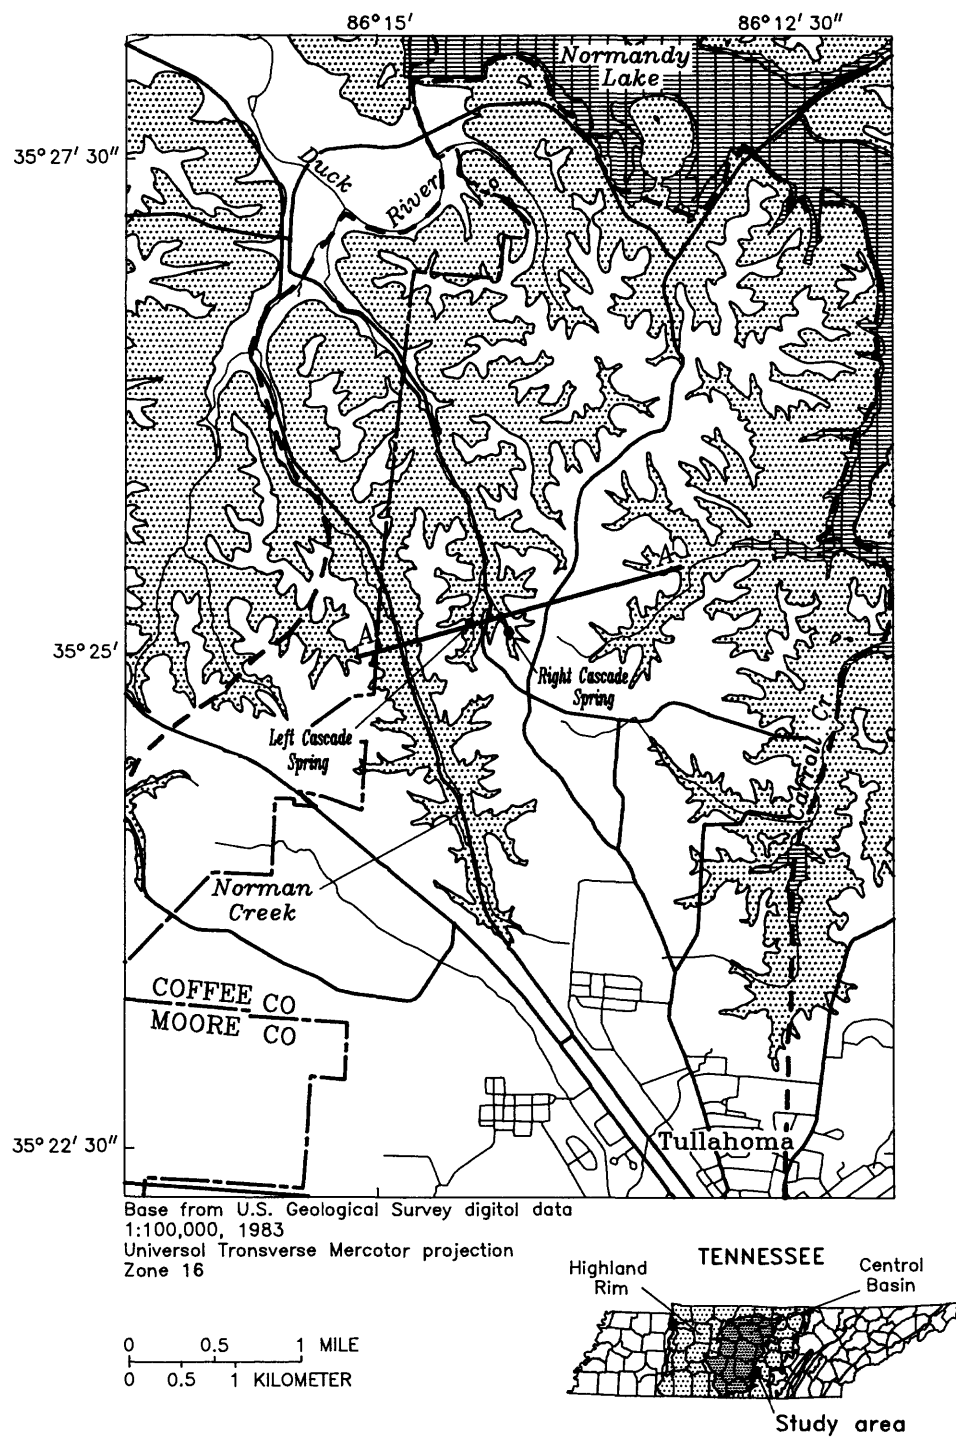 86° 15′
86° 12′ 30″
Normandy
Lake
35° 27′ 30″
Duck
River
A
A'
35° 25′
Right Cascade
Spring
Left Cascade
Spring
Carroll Cr
Norman
Creek
COFFEE CO
MOORE CO
35° 22′ 30″
Tullahoma
Base from U.S. Geological Survey digitol data
1:100,000, 1983
Universol Tronsverse Mercotor projection
Zone 16
TENNESSEE
Highland
Rim
Central
Basin
0 0.5 1 MILE
0 0.5 1 KILOMETER
Study area